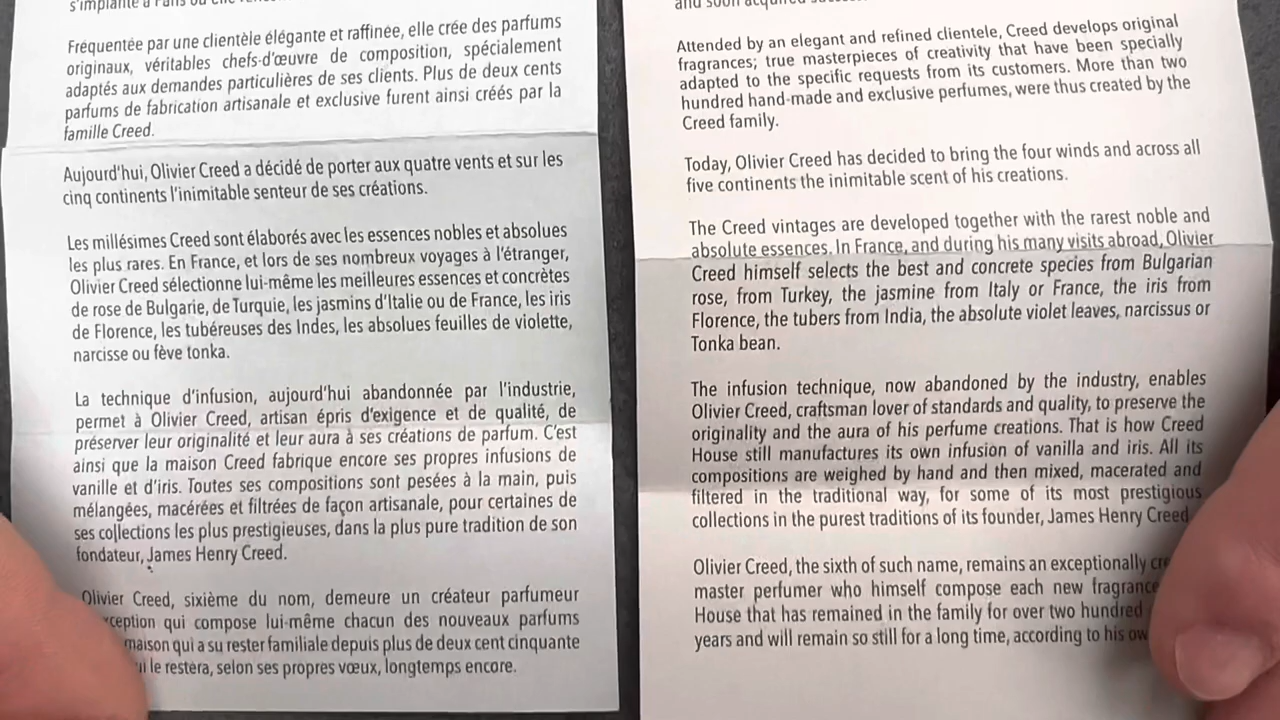 s'implante à Paris où elle
Fréquentée par une clientèle élégante et raffinée, elle crée des parfums
originaux, véritables chefs-d'œuvre de composition, spécialement
adaptés aux demandes particulières de ses clients. Plus de deux cents
parfums de fabrication artisanale et exclusive furent ainsi créés par la
famille Creed.
Aujourd'hui, Olivier Creed a décidé de porter aux quatre vents et sur les
cinq continents l'inimitable senteur de ses créations.
Les millésimes Creed sont élaborés avec les essences nobles et absolues
les plus rares. En France, et lors de ses nombreux voyages à l'étranger,
Olivier Creed sélectionne lui-même les meilleures essences et concrètes
de rose de Bulgarie, de Turquie, les jasmins d'Italie ou de France, les iris
de Florence, les tubéreuses des Indes, les absolues feuilles de violette,
narcisse ou fève tonka.
La technique d'infusion, aujourd'hui abandonnée par l'industrie,
permet à Olivier Creed, artisan épris d'exigence et de qualité, de
préserver leur originalité et leur aura à ses créations de parfum. C'est
ainsi que la maison Creed fabrique encore ses propres infusions de
vanille et d'iris. Toutes ses compositions sont pesées à la main, puis
mélangées, macérées et filtrées de façon artisanale, pour certaines de
ses collections les plus prestigieuses, dans la plus pure tradition de son
fondateur, James Henry Creed.
Olivier Creed, sixième du nom, demeure un créateur parfumeur
qui compose lui-même chacun des nouveaux parfums
maison qui a su rester familiale depuis plus de deux cent cinquante
le restera, selon ses propres vœux, longtemps encore.
and soon acquired
Attended by an elegant and refined clientele, Creed develops original
fragrances; true masterpieces of creativity that have been specially
adapted to the specific requests from its customers. More than two
hundred hand-made and exclusive perfumes, were thus created by the
Creed family.
Today, Olivier Creed has decided to bring the four winds and across all
five continents the inimitable scent of his creations.
The Creed vintages are developed together with the rarest noble and
absolute essences. In France, and during his many visits abroad, Olivier
Creed himself selects the best and concrete species from Bulgarian
rose, from Turkey, the jasmine from Italy or France, the iris from
Florence, the tubers from India, the absolute violet leaves, narcissus or
Tonka bean.
The infusion technique, now abandoned by the industry, enables
Olivier Creed, craftsman lover of standards and quality, to preserve the
originality and the aura of his perfume creations. That is how Creed
House still manufactures its own infusion of vanilla and iris. All its
compositions are weighed by hand and then mixed, macerated and
filtered in the traditional way, for some of its most prestigious
collections in the purest traditions of its founder, James Henry Creed
Olivier Creed, the sixth of such name, remains an exceptionally
master perfumer who himself compose each new fragrance
House that has remained in the family for over two hundred
years and will remain so still for a long time, according to his